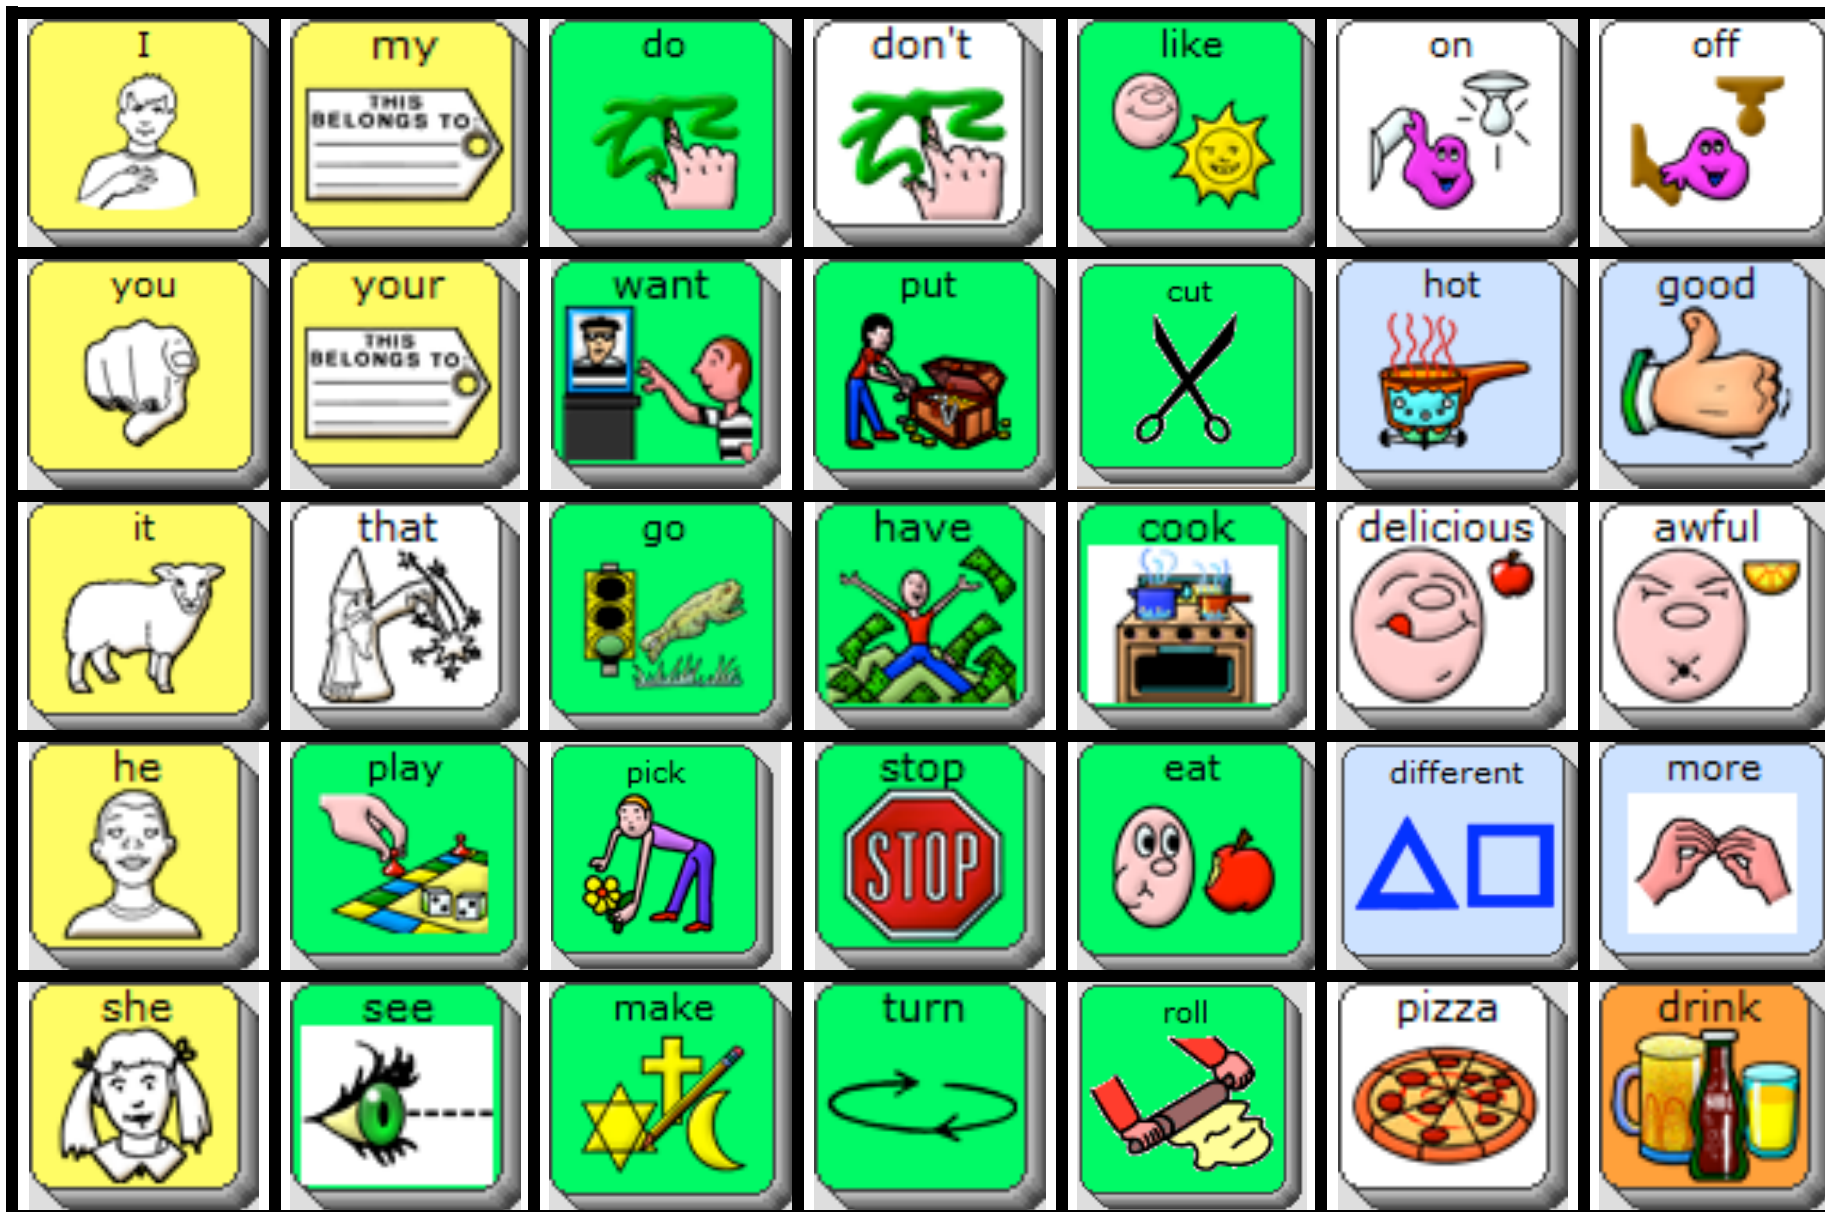 I my do don't like on off
THIS
BELONGS TO:
you your want put cut hot good
THIS
BELONGS TO:
it that go have cook delicious awful
he play pick stop eat different more
STOP
she see make turn roll pizza drink